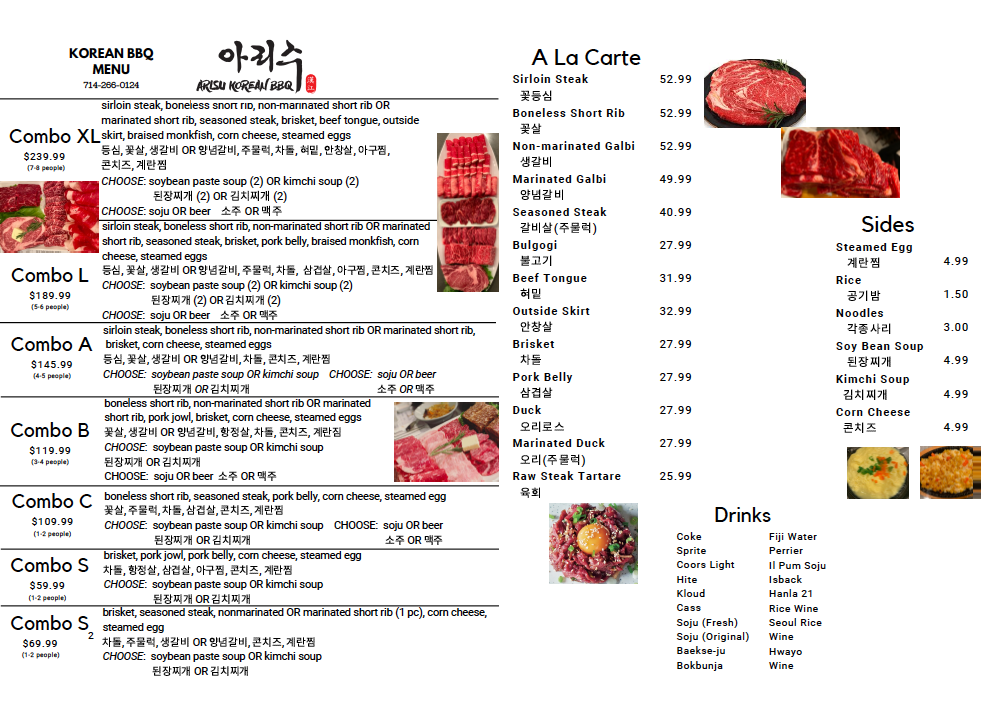 KOREAN BBQ
MENU
714-266-0124
아리수
ARISU KOREAN BBQ
Combo XL
$239.99
(7-8 people)
sirloin steak, boneless short rib, non-marinated short rib OR
marinated short rib, seasoned steak, brisket, beef tongue, outside
skirt, braised monkfish, corn cheese, steamed eggs
등심, 꽃살, 생갈비 OR 양념갈비, 주물럭, 차돌, 혀밑, 안창살, 아구찜,
콘치즈, 계란찜
CHOOSE: soybean paste soup (2) OR kimchi soup (2)
된장찌개 (2) OR 김치찌개 (2)
CHOOSE: soju OR beer 소주 OR 맥주
Combo L
$189.99
(5-6 people)
sirloin steak, boneless short rib, non-marinated short rib OR marinated
short rib, seasoned steak, brisket, pork belly, braised monkfish, corn
cheese, steamed eggs
등심, 꽃살, 생갈비 OR 양념갈비, 주물럭, 차돌, 삼겹살, 아구찜, 콘치즈, 계란찜
CHOOSE: soybean paste soup (2) OR kimchi soup (2)
된장찌개 (2) OR 김치찌개 (2)
CHOOSE: soju OR beer 소주 OR 맥주
Combo A
$145.99
(4-5 people)
sirloin steak, boneless short rib, non-marinated short rib OR marinated short rib,
brisket, corn cheese, steamed eggs
등심, 꽃살, 생갈비 OR 양념갈비, 차돌, 콘치즈, 계란찜
CHOOSE: soybean paste soup OR kimchi soup CHOOSE: soju OR beer
된장찌개 OR 김치찌개 소주 OR 맥주
Combo B
$119.99
(3-4 people)
boneless short rib, non-marinated short rib OR marinated
short rib, pork jowl, brisket, corn cheese, steamed eggs
꽃살, 생갈비 OR 양념갈비, 항정살, 차돌, 콘치즈, 계란찜
CHOOSE: soybean paste soup OR kimchi soup
된장찌개 OR 김치찌개
CHOOSE: soju OR beer 소주 OR 맥주
Combo C
$109.99
(1-2 people)
boneless short rib, seasoned steak, pork belly, corn cheese, steamed egg
꽃살, 주물럭, 차돌, 삼겹살, 콘치즈, 계란찜
CHOOSE: soybean paste soup OR kimchi soup CHOOSE: soju OR beer
된장찌개 OR 김치찌개 소주 OR 맥주
Combo S
$59.99
(1-2 people)
brisket, pork jowl, pork belly, corn cheese, steamed egg
차돌, 항정살, 삼겹살, 아구찜, 콘치즈, 계란찜
CHOOSE: soybean paste soup OR kimchi soup
된장찌개 OR 김치찌개
Combo S 2
$69.99
(1-2 people)
brisket, seasoned steak, nonmarinated OR marinated short rib (1 pc), corn cheese,
steamed egg
차돌, 주물럭, 생갈비 OR 양념갈비, 콘치즈, 계란찜
CHOOSE: soybean paste soup OR kimchi soup
된장찌개 OR 김치찌개
A La Carte
Sirloin Steak 52.99
꽃등심
Boneless Short Rib 52.99
꽃살
Non-marinated Galbi 52.99
생갈비
Marinated Galbi 49.99
양념갈비
Seasoned Steak 40.99
갈비살(주물럭)
Bulgogi 27.99
불고기
Beef Tongue 31.99
혀밑
Outside Skirt 32.99
안창살
Brisket 27.99
차돌
Pork Belly 27.99
삼겹살
Duck 27.99
오리로스
Marinated Duck 27.99
오리(주물럭)
Raw Steak Tartare 25.99
육회
Sides
Steamed Egg
계란찜 4.99
Rice
공기밥 1.50
Noodles
각종사리 3.00
Soy Bean Soup
된장찌개 4.99
Kimchi Soup
김치찌개 4.99
Corn Cheese
콘치즈 4.99
Drinks
Coke
Sprite
Coors Light
Hite
Kloud
Cass
Soju (Fresh)
Soju (Original)
Baekse-ju
Bokbunja
Fiji Water
Perrier
Il Pum Soju
Isback
Hanla 21
Rice Wine
Seoul Rice
Wine
Hwayo
Wine